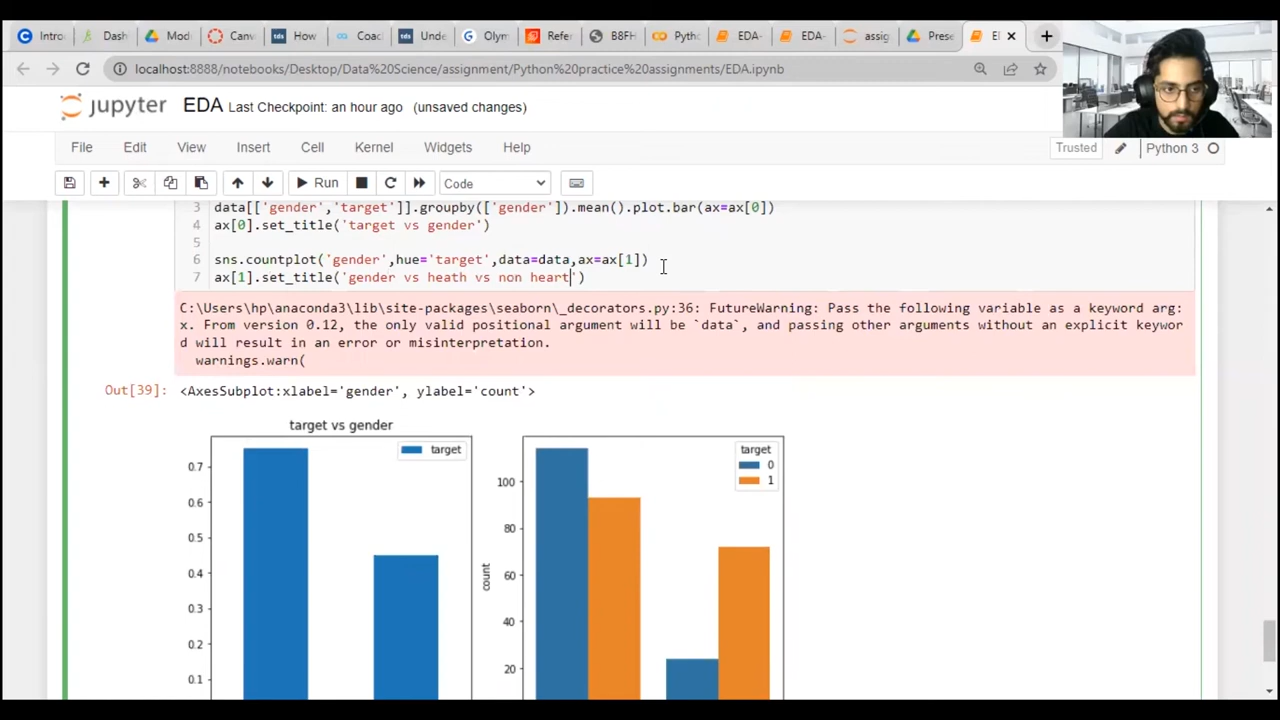 Intro
Dash
Mod
Canv
How
Coac
Unde
Olym
Refer
B8FH
Pytho
EDA-
EDA-
assig
Prese
El
localhost:8888/notebooks/Desktop/Data%20Science/assignment/Python%20practice%20assignments/EDA.ipynb
jupyter EDA Last Checkpoint: an hour ago (unsaved changes)
File Edit View Insert Cell Kernel Widgets Help
Trusted Python 3
Run Code
3 data[['gender','target']].groupby(['gender']).mean().plot.bar(ax=ax[0])
4 ax[0].set_title('target vs gender')
5
6 sns.countplot('gender',hue='target',data=data,ax=ax[1])
7 ax[1].set_title('gender vs heath vs non heart')
C:\Users\hp\anaconda3\lib\site-packages\seaborn\_decorators.py:36: FutureWarning: Pass the following variable as a keyword arg:
x. From version 0.12, the only valid positional argument will be `data`, and passing other arguments without an explicit keywor
d will result in an error or misinterpretation.
warnings.warn(
Out[39]: <AxesSubplot:xlabel='gender', ylabel='count'>
target vs gender
target
0.7
0.6
0.5
0.4
0.3
0.2
0.1
target
0
1
100
80
60
40
20
count